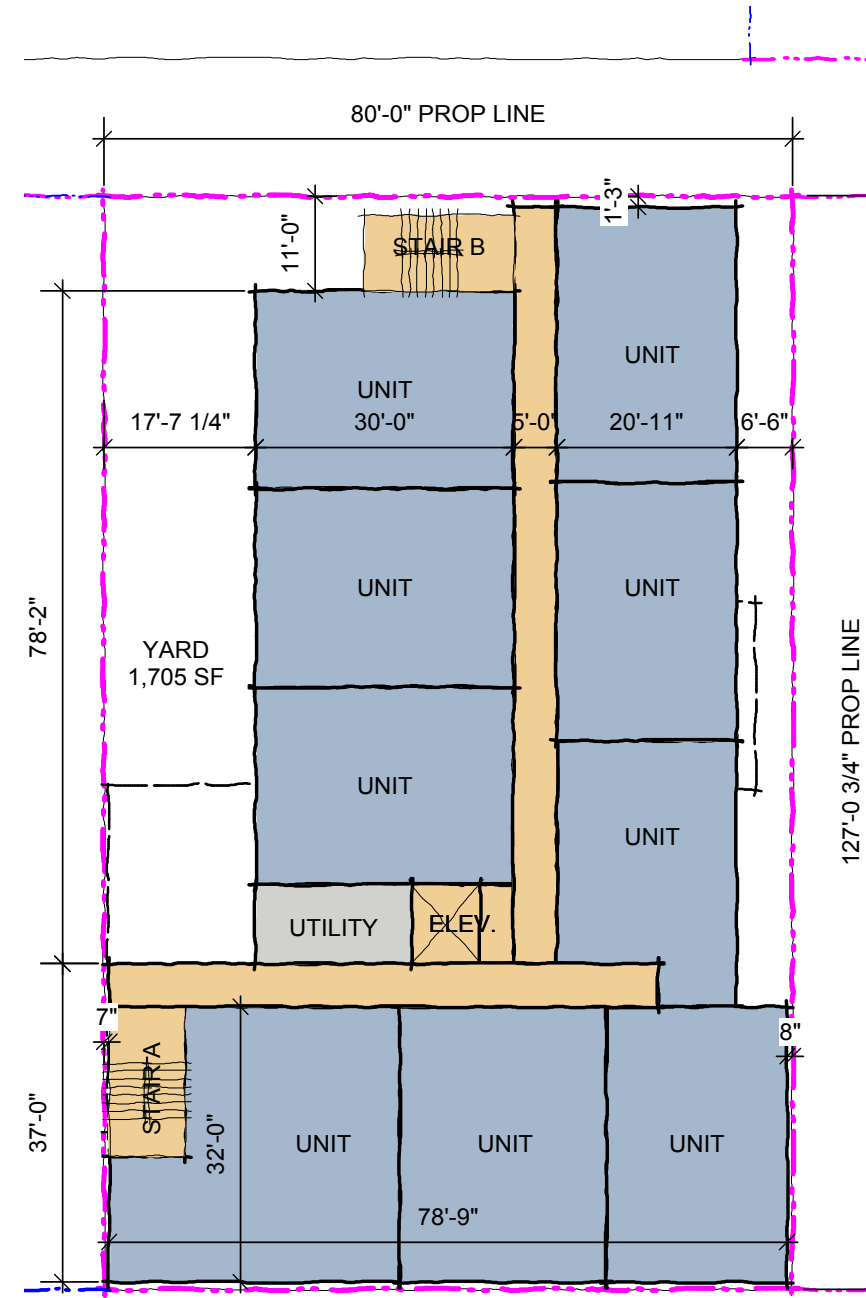 80'-0" PROP LINE
1'-3"
11'-0"
STAIR B
UNIT
UNIT
17'-7 1/4"
30'-0"
5'-0"
20'-11"
6'-6"
UNIT
UNIT
78'-2"
YARD
1,705 SF
127'-0 3/4" PROP LINE
UNIT
UNIT
UTILITY
ELEV.
7"
8"
STAIR A
37'-0"
32'-0"
UNIT
UNIT
UNIT
78'-9"